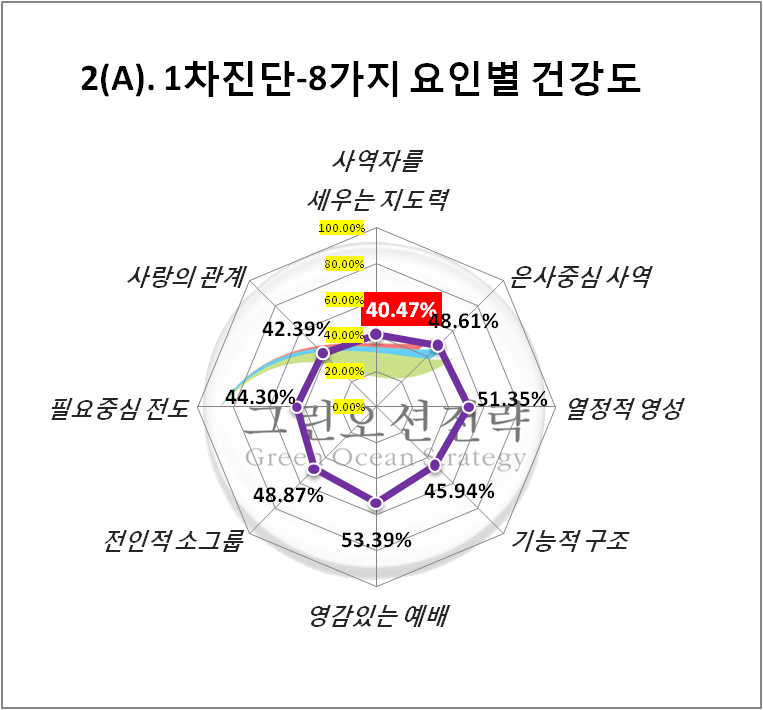 2(A). 1차진단-8가지 요인별 건강도
사역자를
세우는 지도력
100.00%
사랑의 관계
은사중심 사역
80.00%
60.00%
40.47%
48.61%
42.39%
40.00%
20.00%
필요중심 전도
44.30%
0.00%
51.35%
열정적 영성
그린오션전략
Green Ocean Strategy
48.87%
45.94%
전인적 소그룹
53.39%
기능적 구조
영감있는 예배